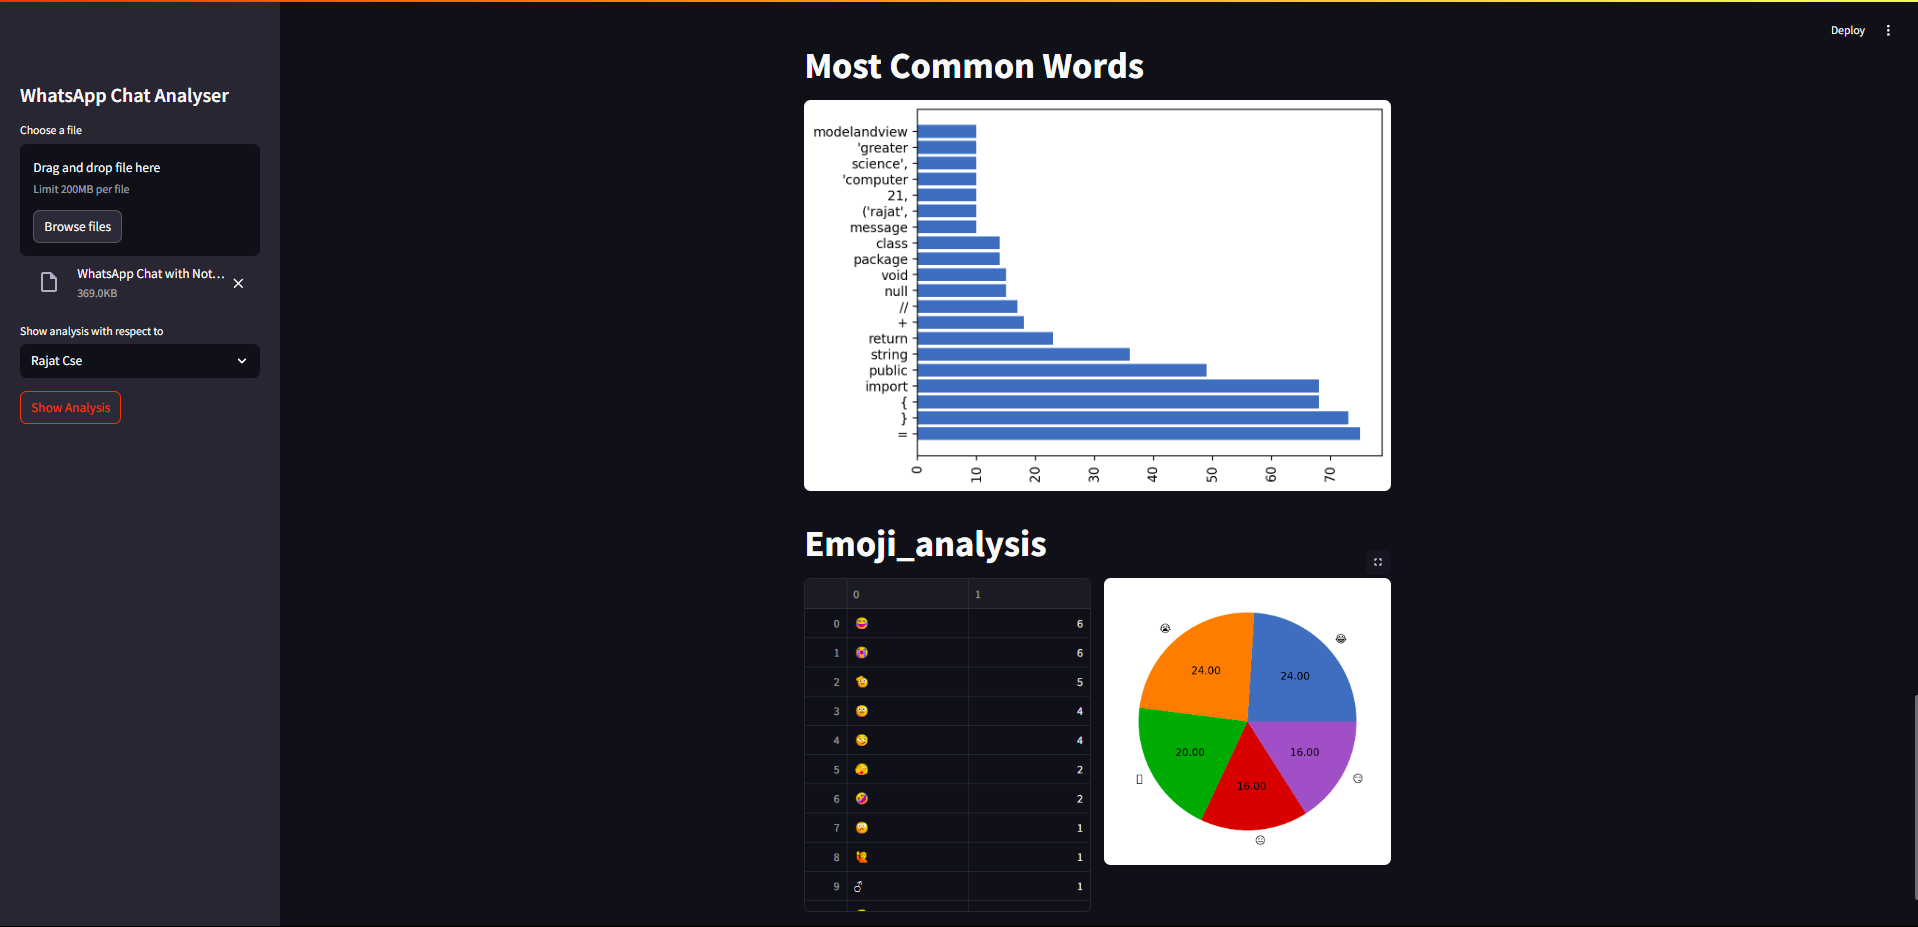 Deploy
WhatsApp Chat Analyser
Choose a file
Drag and drop file here
Limit 200MB per file
Browse files
WhatsApp Chat with Not...
369.0KB
Show analysis with respect to
Rajat Cse
Show Analysis
Most Common Words
modelandview
'greater
science',
'computer
21,
('rajat',
message
class
package
void
null
//
+
return
string
public
import
{
}
=
0 10 20 30 40 50 60 70
Emoji_analysis
0 1
0 6
1 6
2 5
3 4
4 4
5 2
6 2
7 1
8 1
9 ♂ 1
24.00
24.00
20.00
16.00
16.00